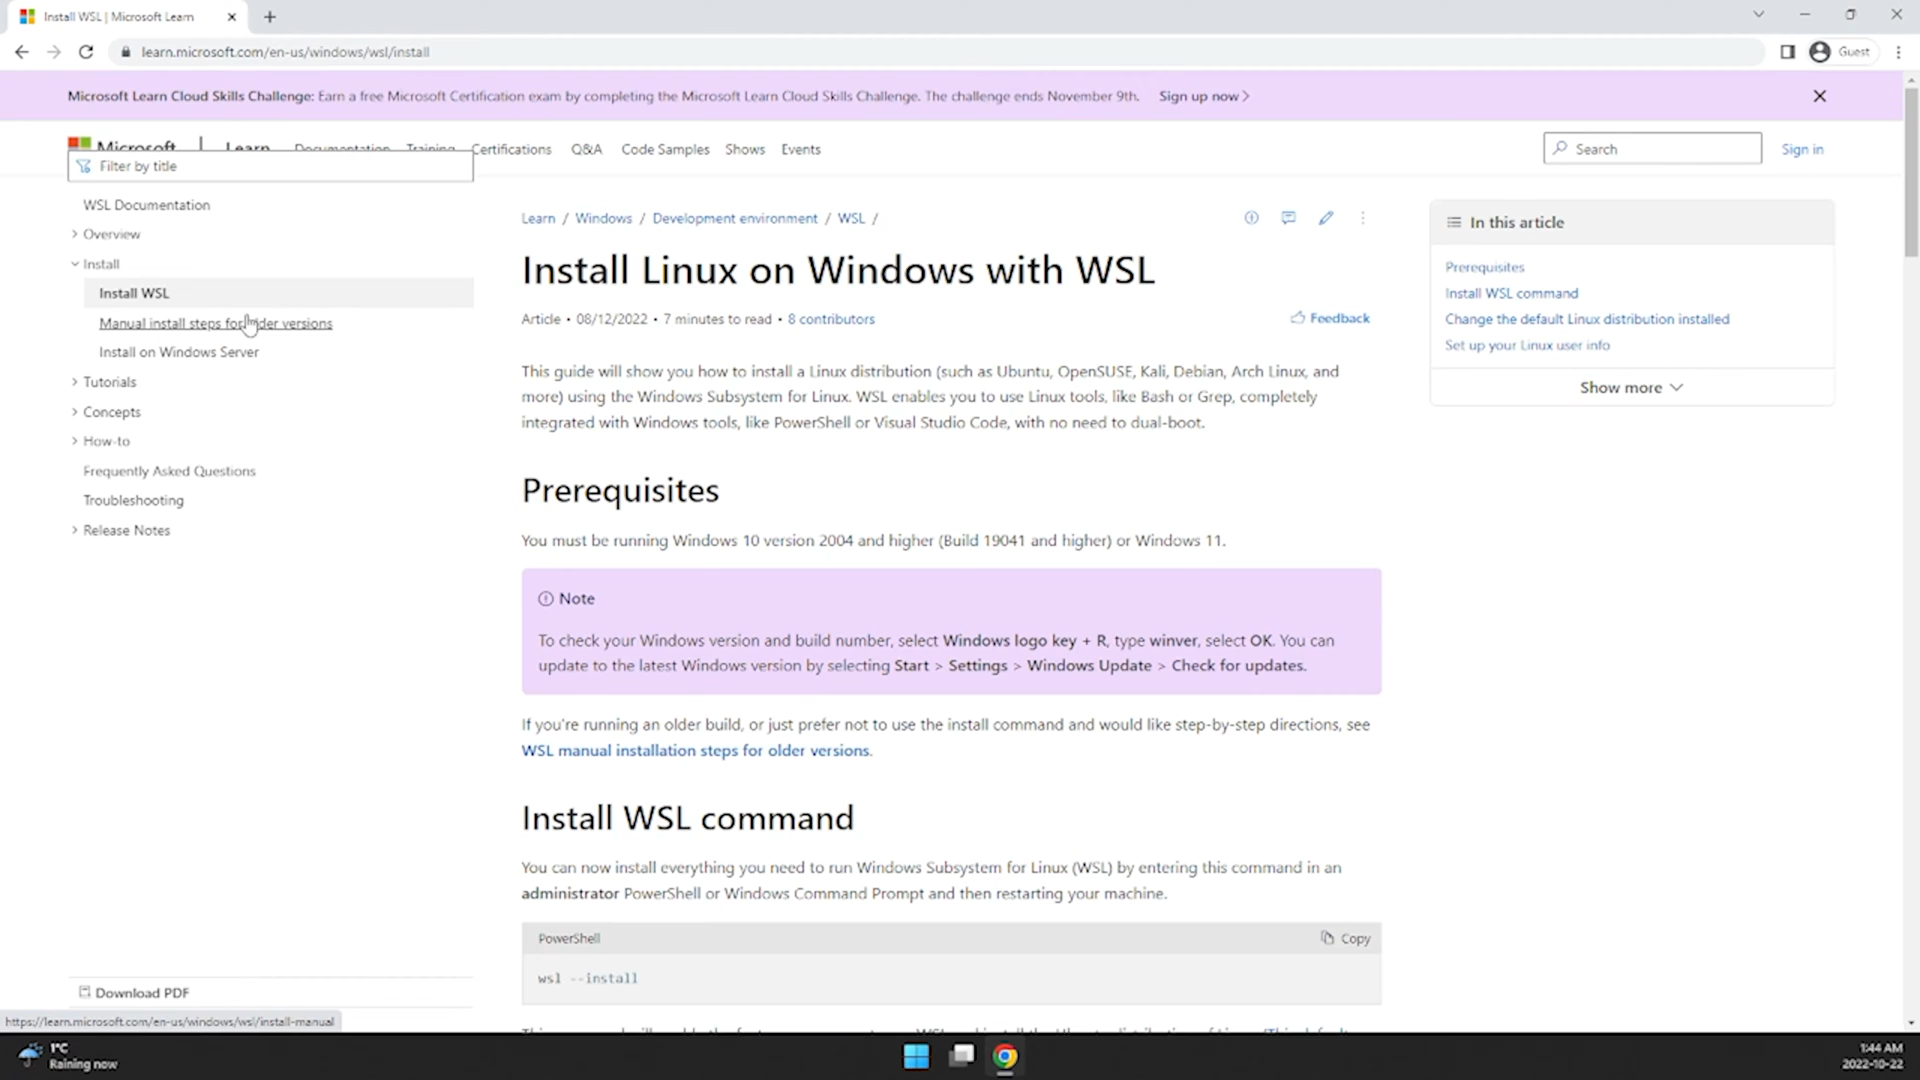 Install WSL | Microsoft Learn
learn.microsoft.com/en-us/windows/wsl/install
Guest
Microsoft Learn Cloud Skills Challenge: Earn a free Microsoft Certification exam by completing the Microsoft Learn Cloud Skills Challenge. The challenge ends November 9th. Sign up now >
Microsoft | Learn Documentation Training Certifications Q&A Code Samples Shows Events
Search
Sign in
Filter by title
WSL Documentation
Overview
Install
Install WSL
Manual install steps for older versions
Install on Windows Server
Tutorials
Concepts
How-to
Frequently Asked Questions
Troubleshooting
Release Notes
Download PDF
https://learn.microsoft.com/en-us/windows/wsl/install-manual
Learn / Windows / Development environment / WSL /
Install Linux on Windows with WSL
Article • 08/12/2022 • 7 minutes to read • 8 contributors
Feedback
This guide will show you how to install a Linux distribution (such as Ubuntu, OpenSUSE, Kali, Debian, Arch Linux, and
more) using the Windows Subsystem for Linux. WSL enables you to use Linux tools, like Bash or Grep, completely
integrated with Windows tools, like PowerShell or Visual Studio Code, with no need to dual-boot.
Prerequisites
You must be running Windows 10 version 2004 and higher (Build 19041 and higher) or Windows 11.
Note
To check your Windows version and build number, select Windows logo key + R, type winver, select OK. You can
update to the latest Windows version by selecting Start > Settings > Windows Update > Check for updates.
If you're running an older build, or just prefer not to use the install command and would like step-by-step directions, see
WSL manual installation steps for older versions.
Install WSL command
You can now install everything you need to run Windows Subsystem for Linux (WSL) by entering this command in an
administrator PowerShell or Windows Command Prompt and then restarting your machine.
PowerShell
Copy
wsl --install
In this article
Prerequisites
Install WSL command
Change the default Linux distribution installed
Set up your Linux user info
Show more
1°C
Raining now
1:44 AM
2022-10-22